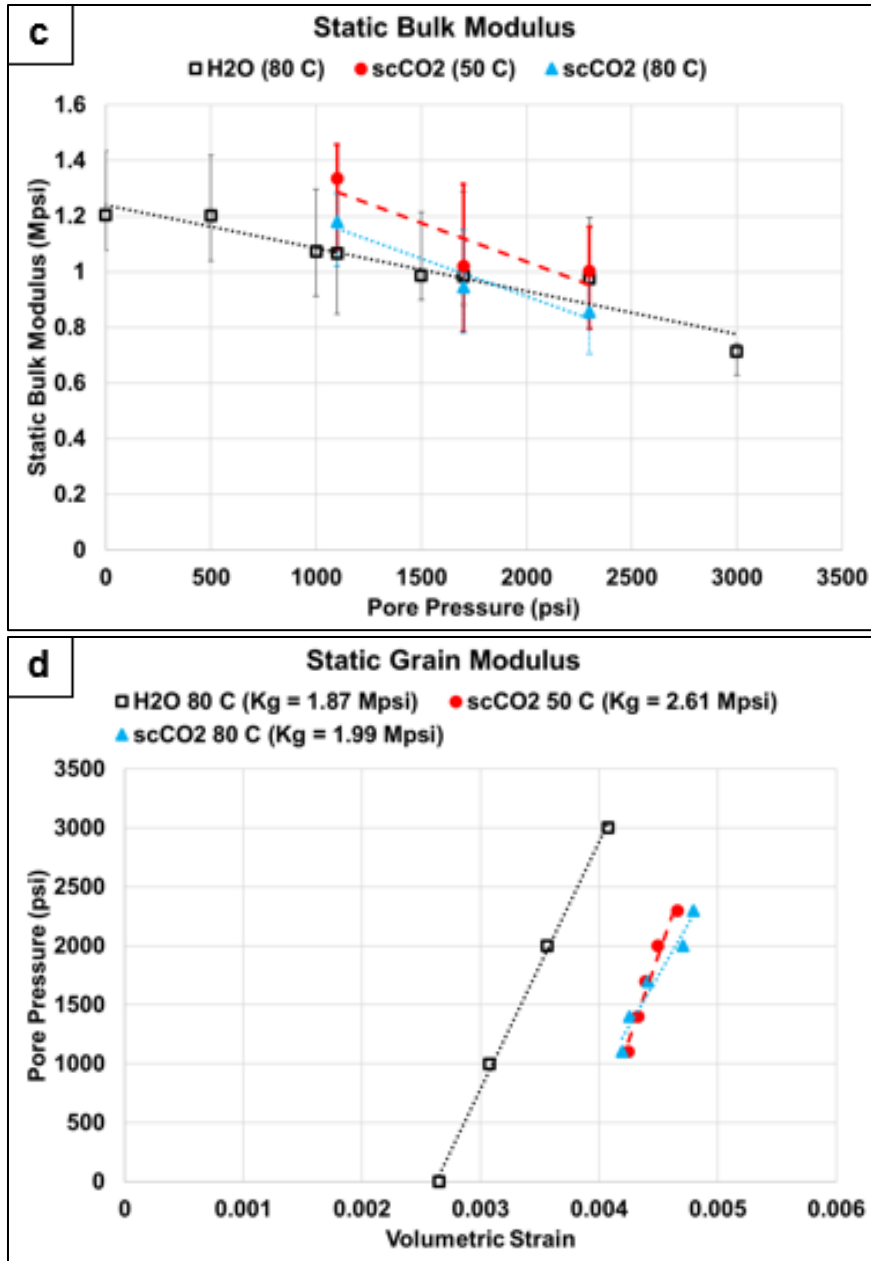 c
Static Bulk Modulus
H2O (80 C) scCO2 (50 C) scCO2 (80 C)
1.6
1.4
1.2
1
0.8
0.6
0.4
0.2
0
Static Bulk Modulus (Mpsi)
0 500 1000 1500 2000 2500 3000 3500
Pore Pressure (psi)
d
Static Grain Modulus
H2O 80 C (Kg = 1.87 Mpsi) scCO2 50 C (Kg = 2.61 Mpsi)
scCO2 80 C (Kg = 1.99 Mpsi)
3500
3000
2500
2000
1500
1000
500
0
Pore Pressure (psi)
0 0.001 0.002 0.003 0.004 0.005 0.006
Volumetric Strain